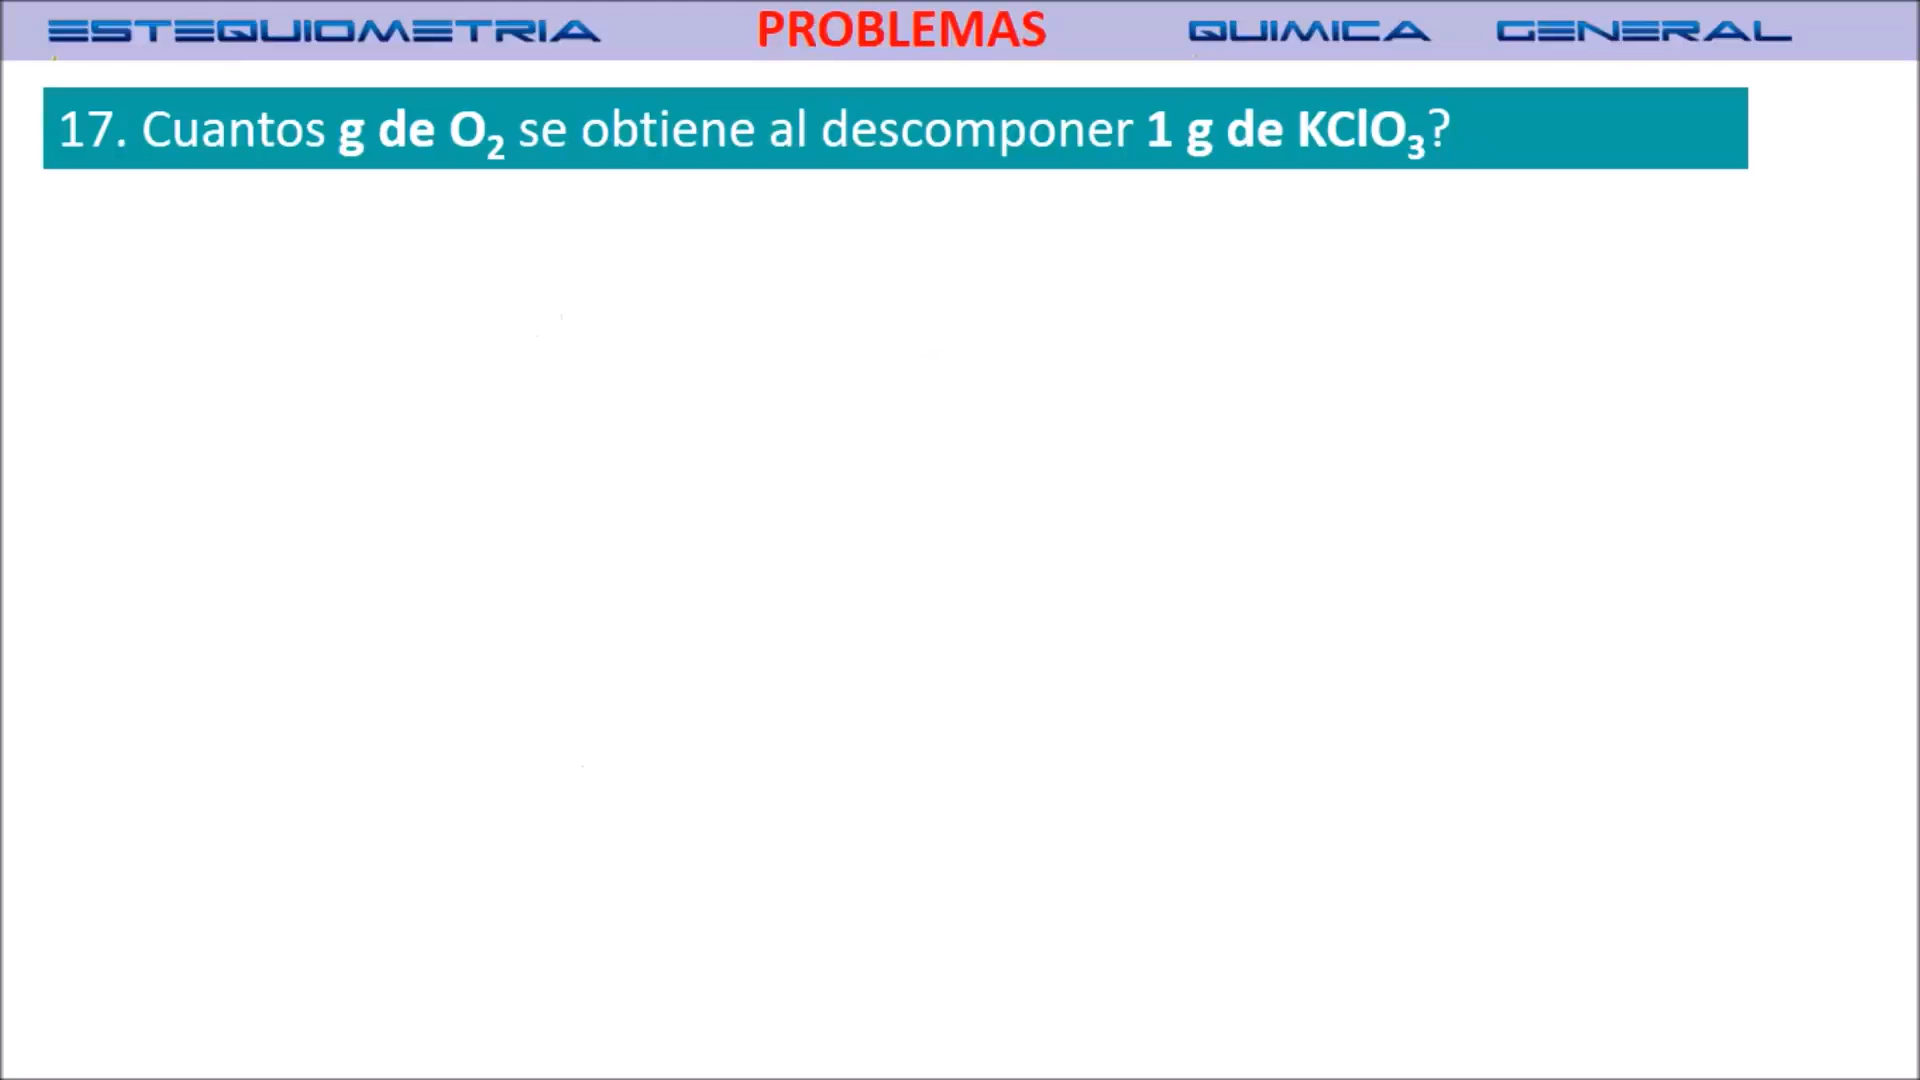 ESTEQUIOMETRIA PROBLEMAS QUIMICA GENERAL
17. Cuantos g de O₂ se obtiene al descomponer 1 g de KClO₃?